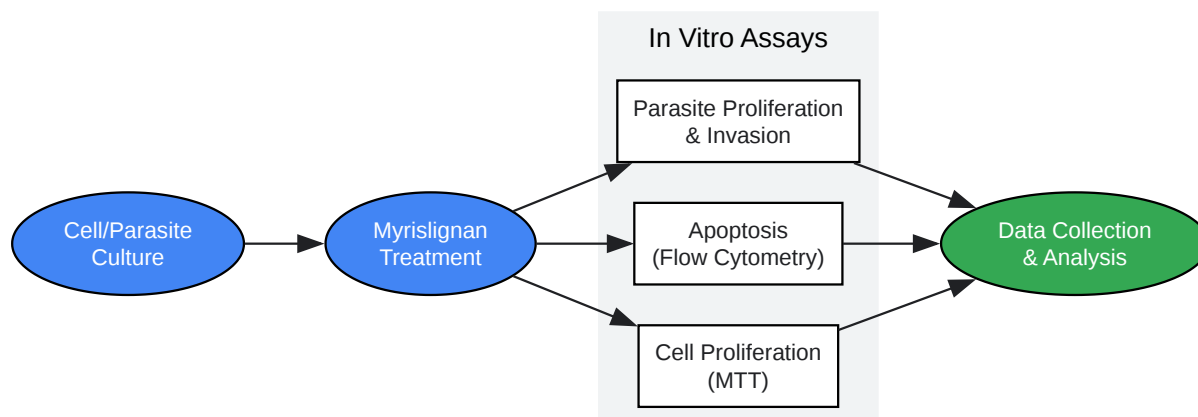 In Vitro Assays
Parasite Proliferation
& Invasion
Cell/Parasite
Culture
Myrislignan
Treatment
Apoptosis
(Flow Cytometry)
Data Collection
& Analysis
Cell Proliferation
(MTT)